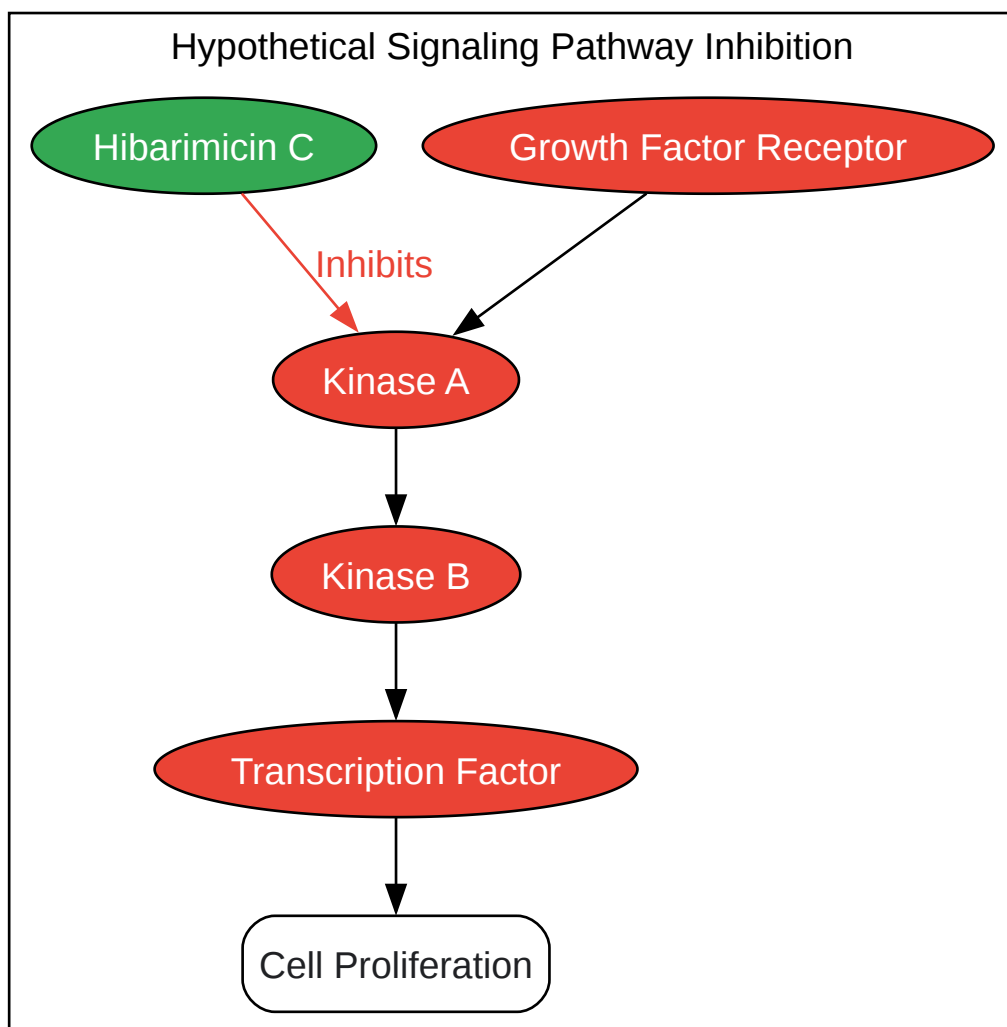 Hypothetical Signaling Pathway Inhibition
Hibarimicin C
Growth Factor Receptor
Inhibits
Kinase A
Kinase B
Transcription Factor
Cell Proliferation